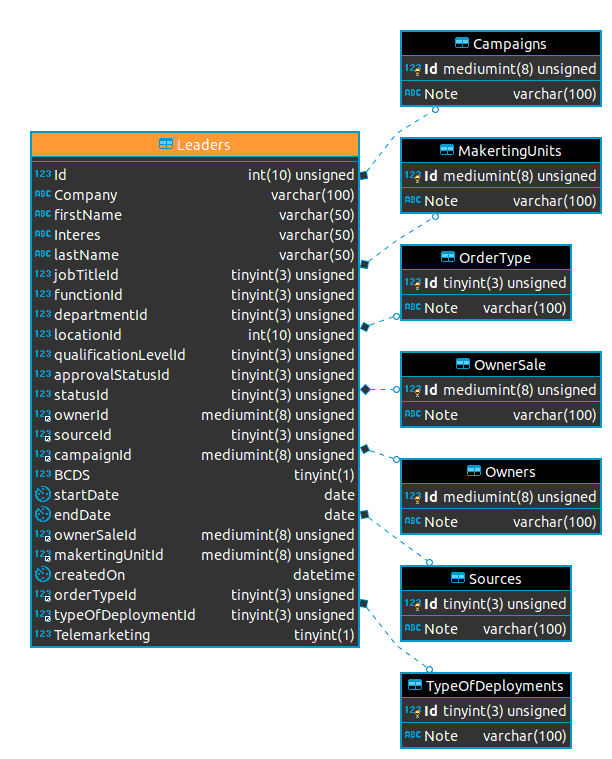 Leaders
123 Id int(10) unsigned
ABC Company varchar(100)
ABC firstName varchar(50)
ABC Interes varchar(50)
ABC lastName varchar(50)
123 jobTitleId tinyint(3) unsigned
123 functionId tinyint(3) unsigned
123 departmentId tinyint(3) unsigned
123 locationId int(10) unsigned
123 qualificationLevelId tinyint(3) unsigned
123 approvalStatusId tinyint(3) unsigned
123 statusId tinyint(3) unsigned
123 ownerId mediumint(8) unsigned
123 sourceId tinyint(3) unsigned
123 campaignId mediumint(8) unsigned
123 BCDS tinyint(1)
startDate date
endDate date
123 ownerSaleId mediumint(8) unsigned
123 makertingUnitId mediumint(8) unsigned
createdOn datetime
123 orderTypeId tinyint(3) unsigned
123 typeOfDeploymentId tinyint(3) unsigned
123 Telemarketing tinyint(1)
Campaigns
123 Id mediumint(8) unsigned
ABC Note varchar(100)
MakertingUnits
123 Id mediumint(8) unsigned
ABC Note varchar(100)
OrderType
123 Id tinyint(3) unsigned
ABC Note varchar(100)
OwnerSale
123 Id mediumint(8) unsigned
ABC Note varchar(100)
Owners
123 Id mediumint(8) unsigned
ABC Note varchar(100)
Sources
123 Id tinyint(3) unsigned
ABC Note varchar(100)
TypeOfDeployments
123 Id tinyint(3) unsigned
ABC Note varchar(100)